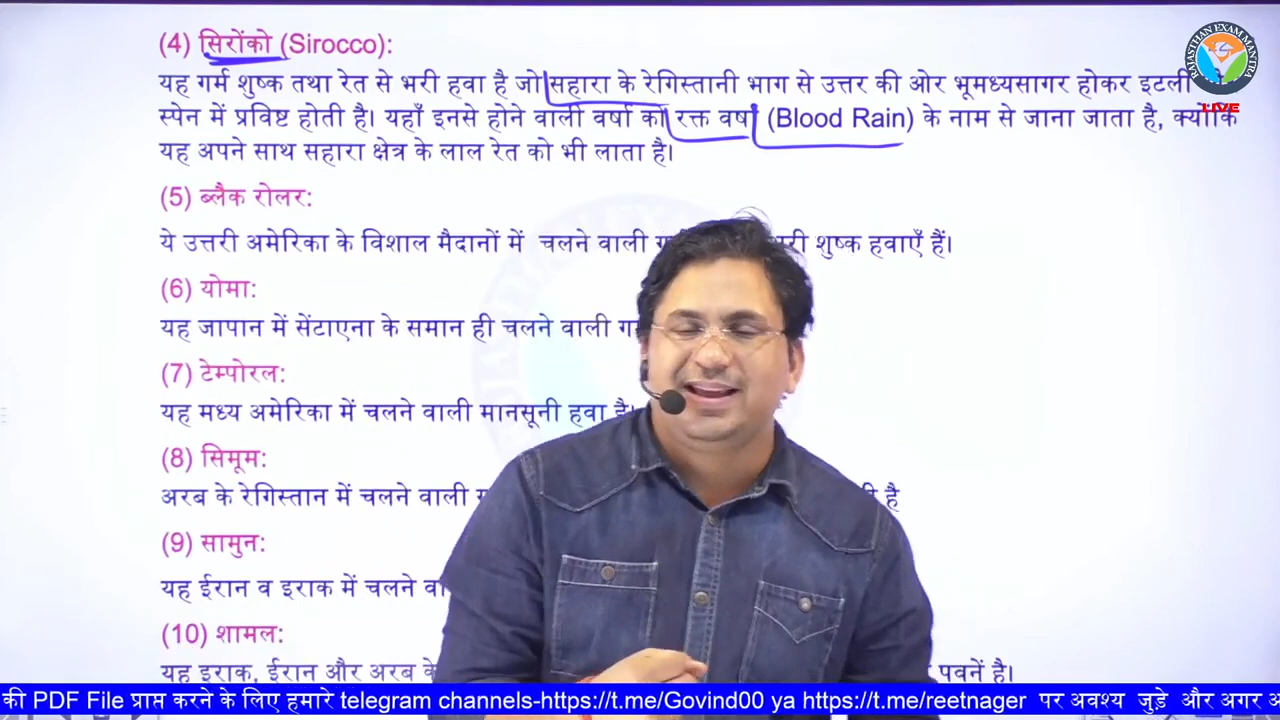 (4) सिरोंको (Sirocco):
यह गर्म शुष्क तथा रेत से भरी हवा है जो सहारा के रेगिस्तानी भाग से उत्तर की ओर भूमध्यसागर होकर इटली
स्पेन में प्रविष्ट होती है। यहाँ इनसे होने वाली वर्षा को रक्त वर्षा (Blood Rain) के नाम से जाना जाता है, क्योंकि
यह अपने साथ सहारा क्षेत्र के लाल रेत को भी लाता है।
(5) ब्लैक रोलर:
ये उत्तरी अमेरिका के विशाल मैदानों में चलने वाली शुष्क हवाएँ हैं।
(6) योमा:
यह जापान में सेंटाएना के समान ही चलने वाली
(7) टेम्पोरल:
यह मध्य अमेरिका में चलने वाली मानसूनी हवा है।
(8) सिमूम:
अरब के रेगिस्तान में चलने वाली है
(9) सामुन:
यह ईरान व इराक में चलने
(10) शामल:
यह इराक, ईरान और अरब के पवनें है।
RAJASTHAN EXAM MANTRA
LIVE
की PDF File प्राप्त करने के लिए हमारे telegram channels-https://t.me/Govind00 ya https://t.me/reetnager पर अवश्य जुड़े और अगर